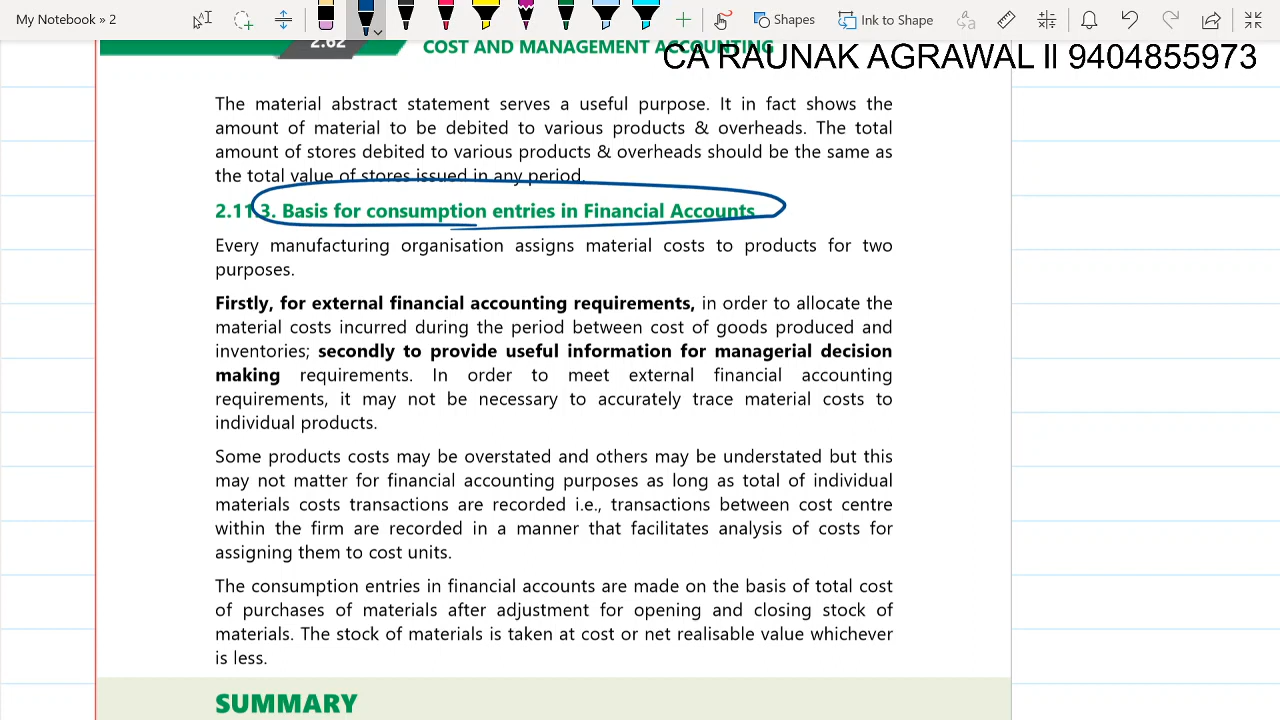 My Notebook » 2
Shapes
Ink to Shape
2.62
COST AND MANAGEMENT ACCOUNTING
CA RAUNAK AGRAWAL ll 9404855973
The material abstract statement serves a useful purpose. It in fact shows the
amount of material to be debited to various products & overheads. The total
amount of stores debited to various products & overheads should be the same as
the total value of stores issued in any period.
2.11.3. Basis for consumption entries in Financial Accounts
Every manufacturing organisation assigns material costs to products for two
purposes.
Firstly, for external financial accounting requirements, in order to allocate the
material costs incurred during the period between cost of goods produced and
inventories; secondly to provide useful information for managerial decision
making requirements. In order to meet external financial accounting
requirements, it may not be necessary to accurately trace material costs to
individual products.
Some products costs may be overstated and others may be understated but this
may not matter for financial accounting purposes as long as total of individual
materials costs transactions are recorded i.e., transactions between cost centre
within the firm are recorded in a manner that facilitates analysis of costs for
assigning them to cost units.
The consumption entries in financial accounts are made on the basis of total cost
of purchases of materials after adjustment for opening and closing stock of
materials. The stock of materials is taken at cost or net realisable value whichever
is less.
SUMMARY